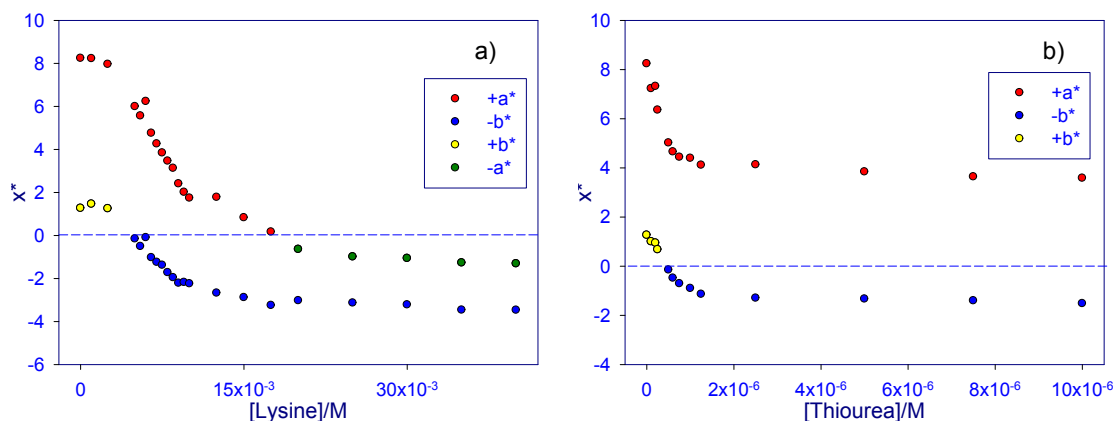 a)
10
8
6
4
2
0
-2
-4
-6
x*
+a*
-b*
+b*
-a*
0
15x10⁻³
30x10⁻³
[Lysine]/M
b)
10
8
6
4
2
0
-2
-4
x*
+a*
-b*
+b*
0
2x10⁻⁶
4x10⁻⁶
6x10⁻⁶
8x10⁻⁶
10x10⁻⁶
[Thiourea]/M